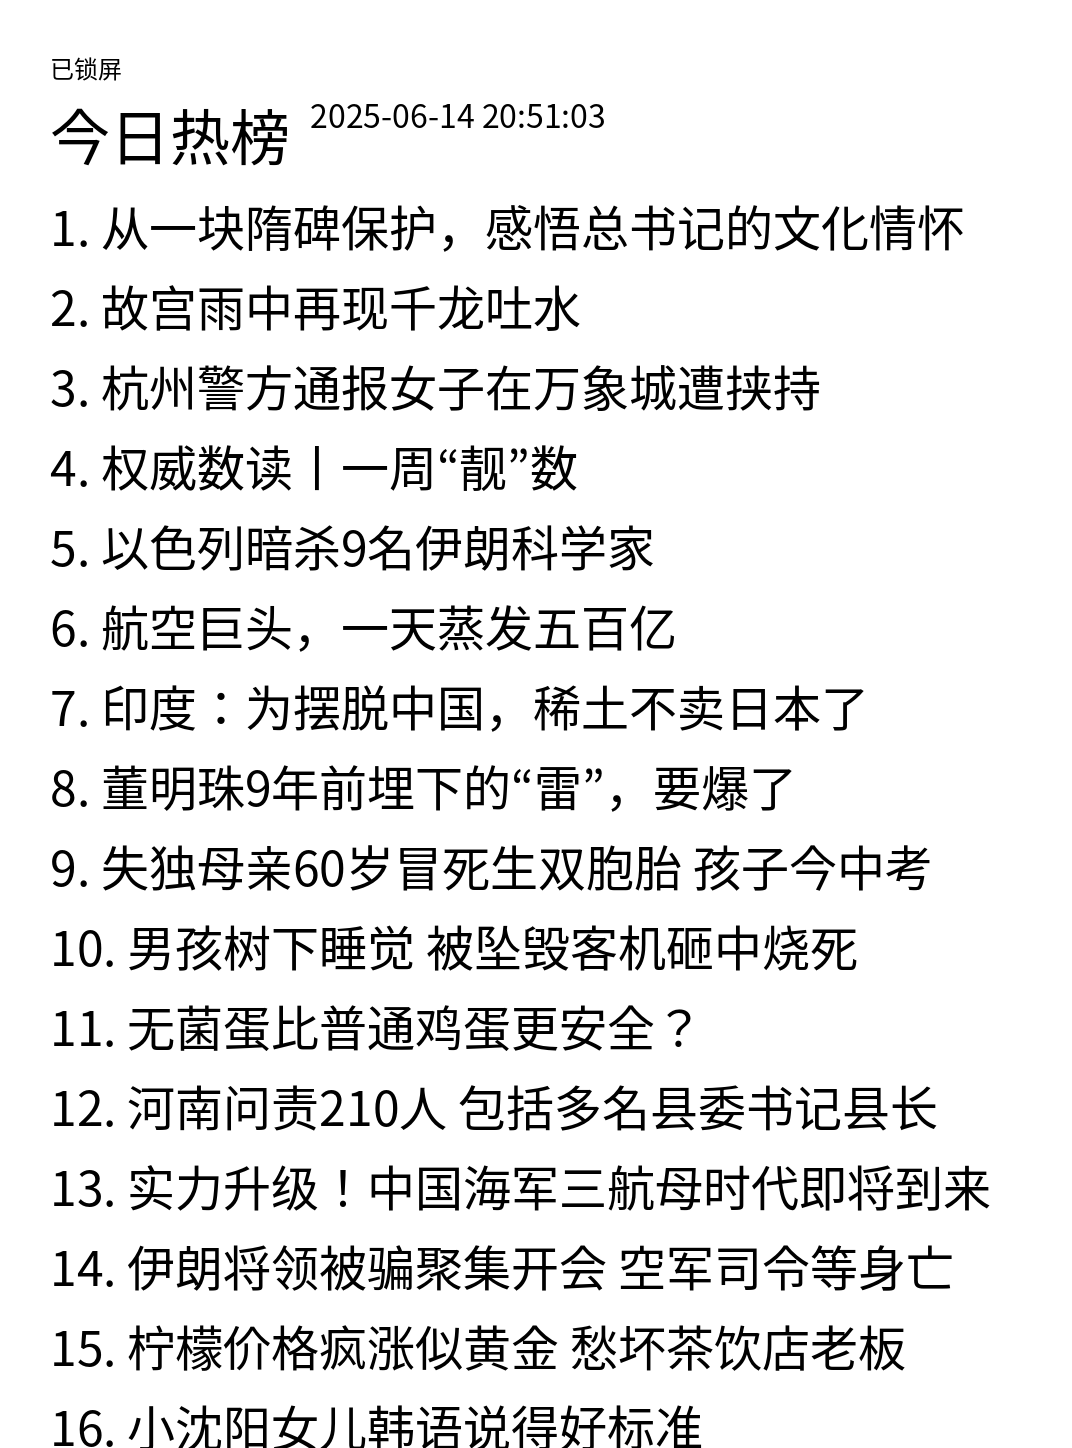 已锁屏
今日热榜 2025-06-14 20:51:03
1. 从一块隋碑保护，感悟总书记的文化情怀
2. 故宫雨中再现千龙吐水
3. 杭州警方通报女子在万象城遭挟持
4. 权威数读丨一周“靓”数
5. 以色列暗杀9名伊朗科学家
6. 航空巨头，一天蒸发五百亿
7. 印度：为摆脱中国，稀土不卖日本了
8. 董明珠9年前埋下的“雷”，要爆了
9. 失独母亲60岁冒死生双胞胎 孩子今中考
10. 男孩树下睡觉 被坠毁客机砸中烧死
11. 无菌蛋比普通鸡蛋更安全？
12. 河南问责210人 包括多名县委书记县长
13. 实力升级！中国海军三航母时代即将到来
14. 伊朗将领被骗聚集开会 空军司令等身亡
15. 柠檬价格疯涨似黄金 愁坏茶饮店老板
16. 小沈阳女儿韩语说得好标准